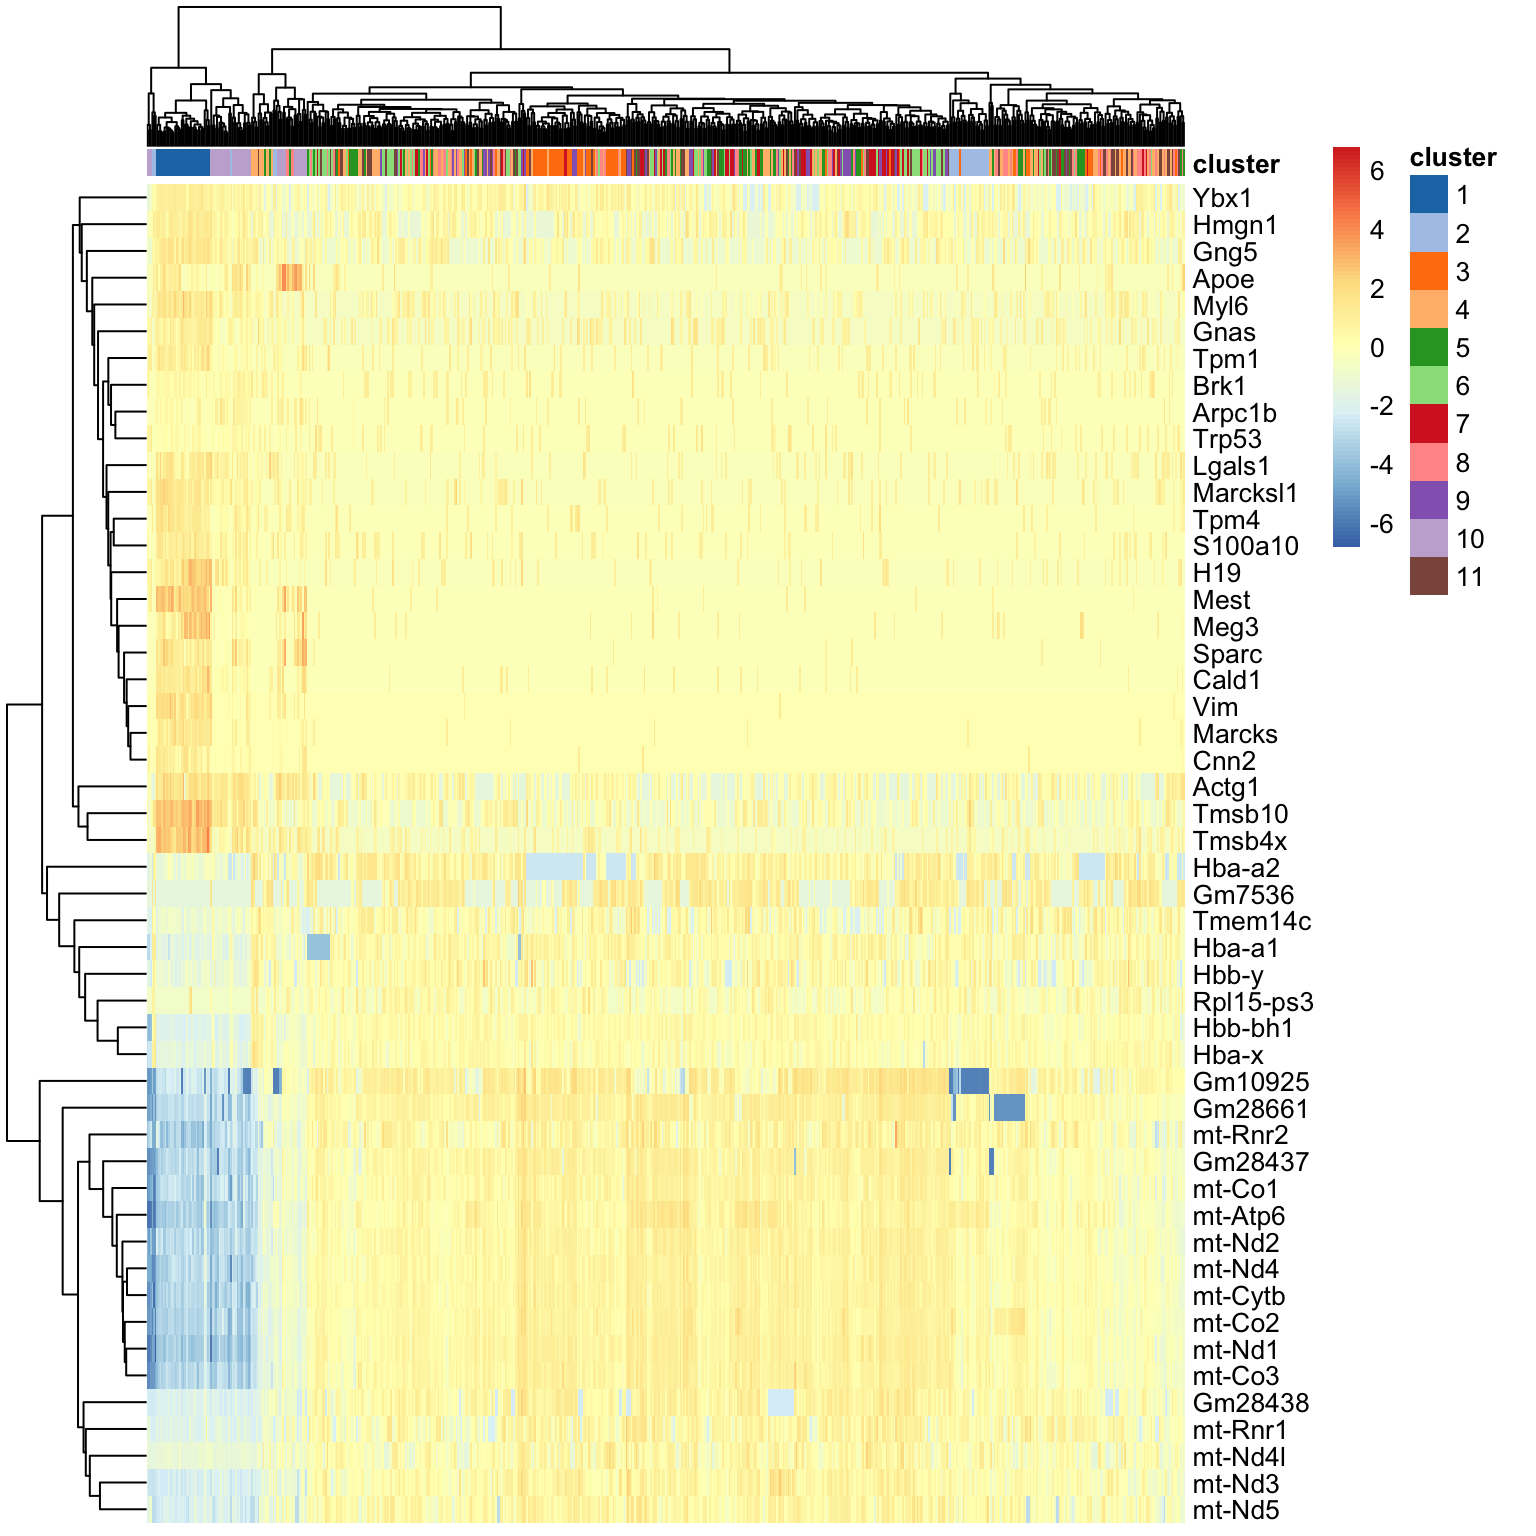 cluster
Ybx1
Hmgn1
Gng5
Apoe
Myl6
Gnas
Tpm1
Brk1
Arpc1b
Trp53
Lgals1
Marcksl1
Tpm4
S100a10
H19
Mest
Meg3
Sparc
Cald1
Vim
Marcks
Cnn2
Actg1
Tmsb10
Tmsb4x
Hba-a2
Gm7536
Tmem14c
Hba-a1
Hbb-y
Rpl15-ps3
Hbb-bh1
Hba-x
Gm10925
Gm28661
mt-Rnr2
Gm28437
mt-Co1
mt-Atp6
mt-Nd2
mt-Nd4
mt-Cytb
mt-Co2
mt-Nd1
mt-Co3
Gm28438
mt-Rnr1
mt-Nd4l
mt-Nd3
mt-Nd5
6
4
2
0
-2
-4
-6
cluster
1
2
3
4
5
6
7
8
9
10
11